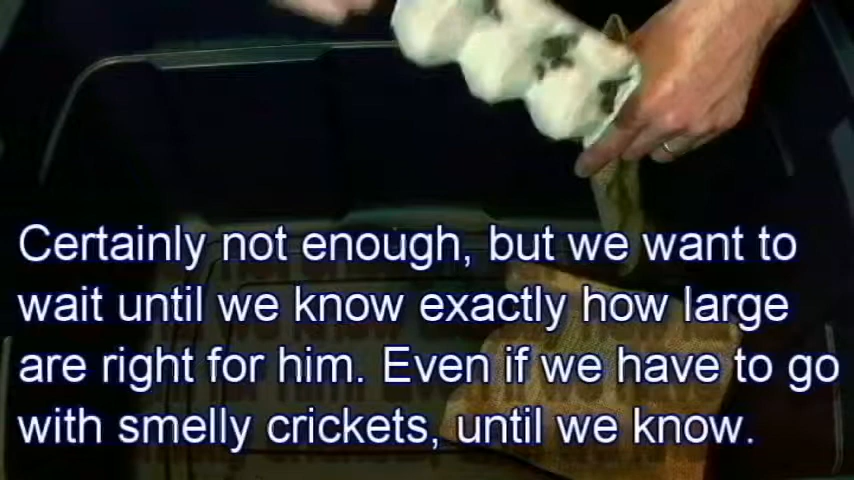 Certainly not enough, but we want to
wait until we know exactly how large
are right for him. Even if we have to go
with smelly crickets, until we know.